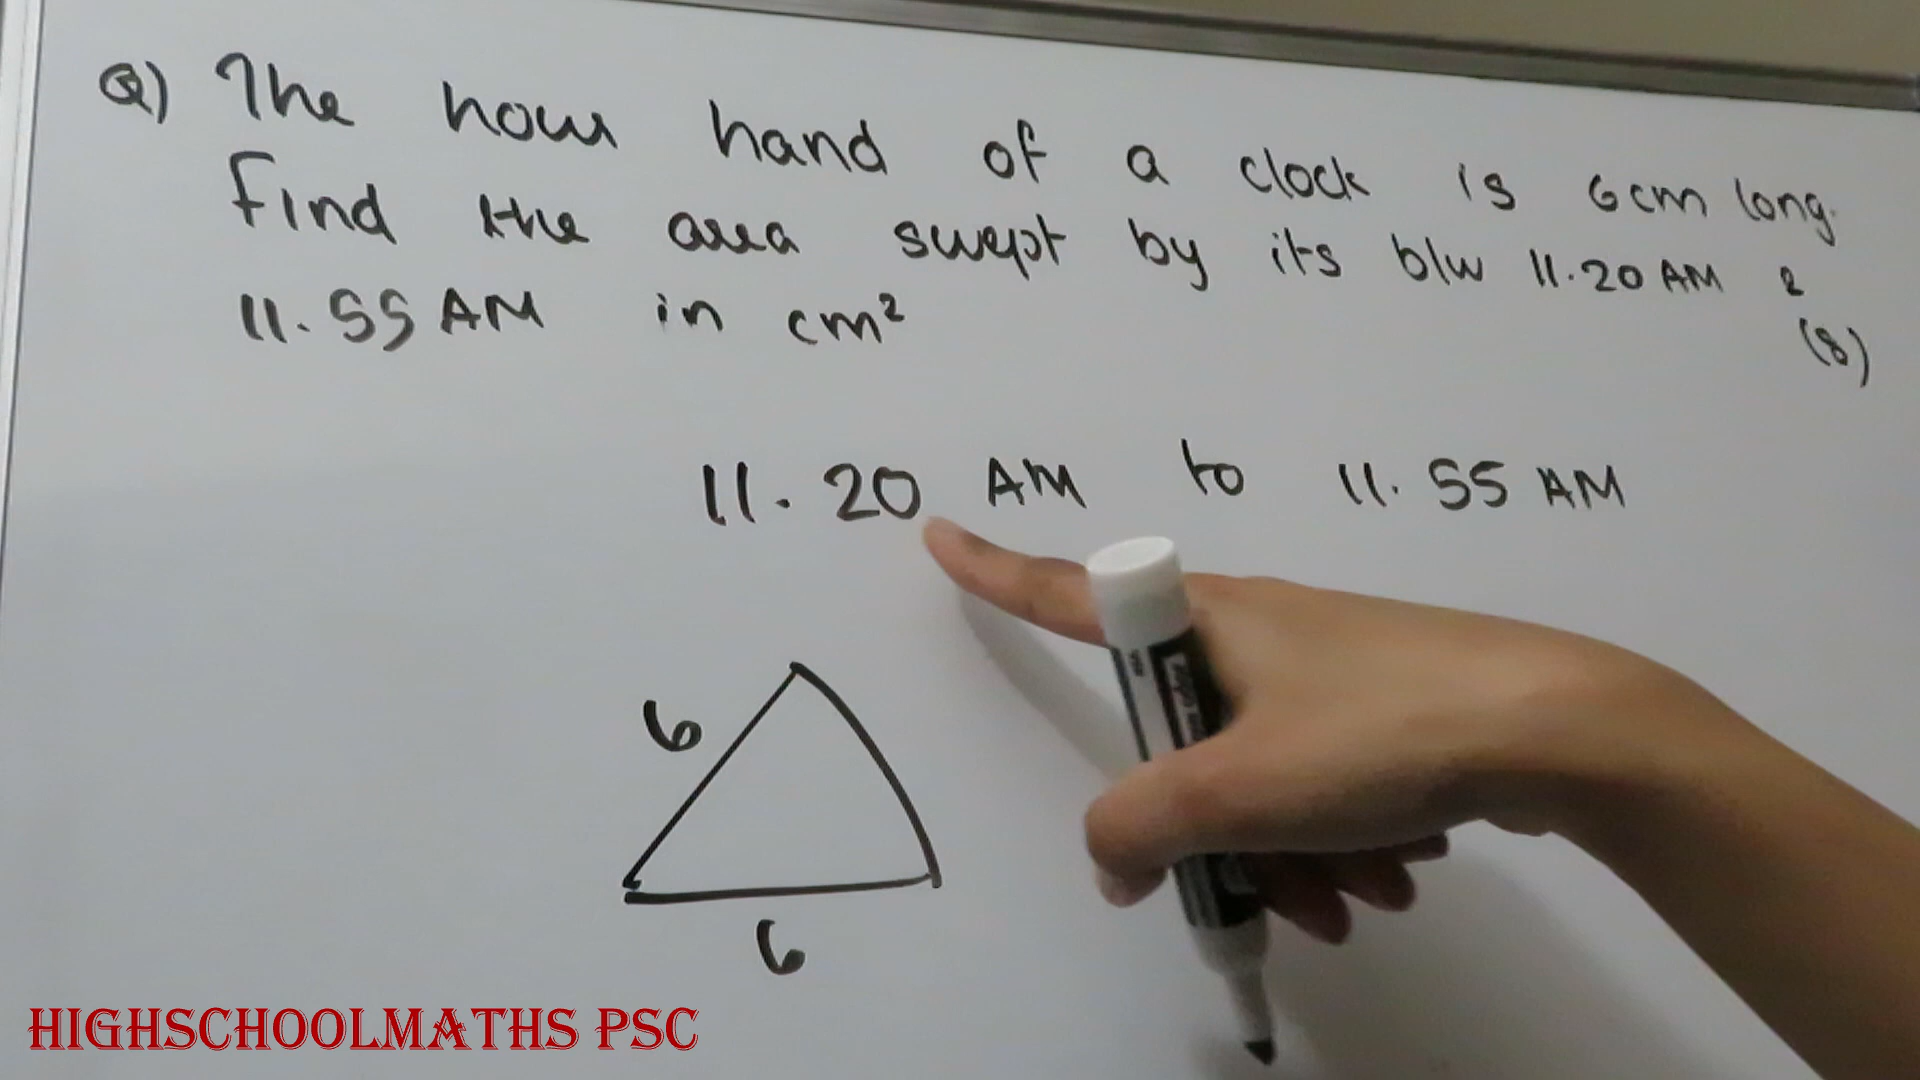 Q) The hour hand of a clock is 6cm long.
Find the area swept by its b/w 11.20 AM &
11.55 AM in cm²
(8)
11. 20 AM to 11. 55 AM
6
6
HIGHSCHOOLMATHS PSC